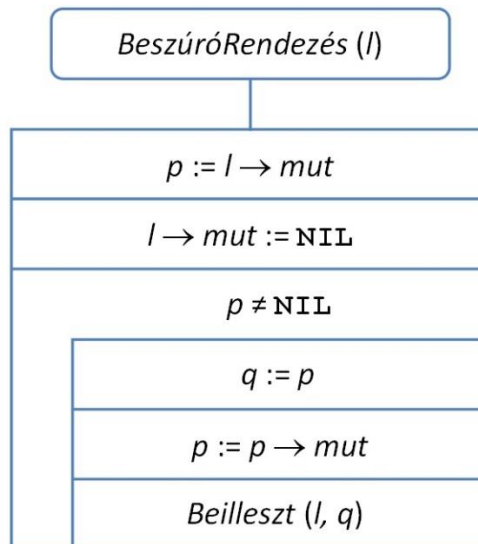 BeszúróRendezés (l)
p := l → mut
l → mut := NIL
p ≠ NIL
q := p
p := p → mut
Beilleszt (l, q)